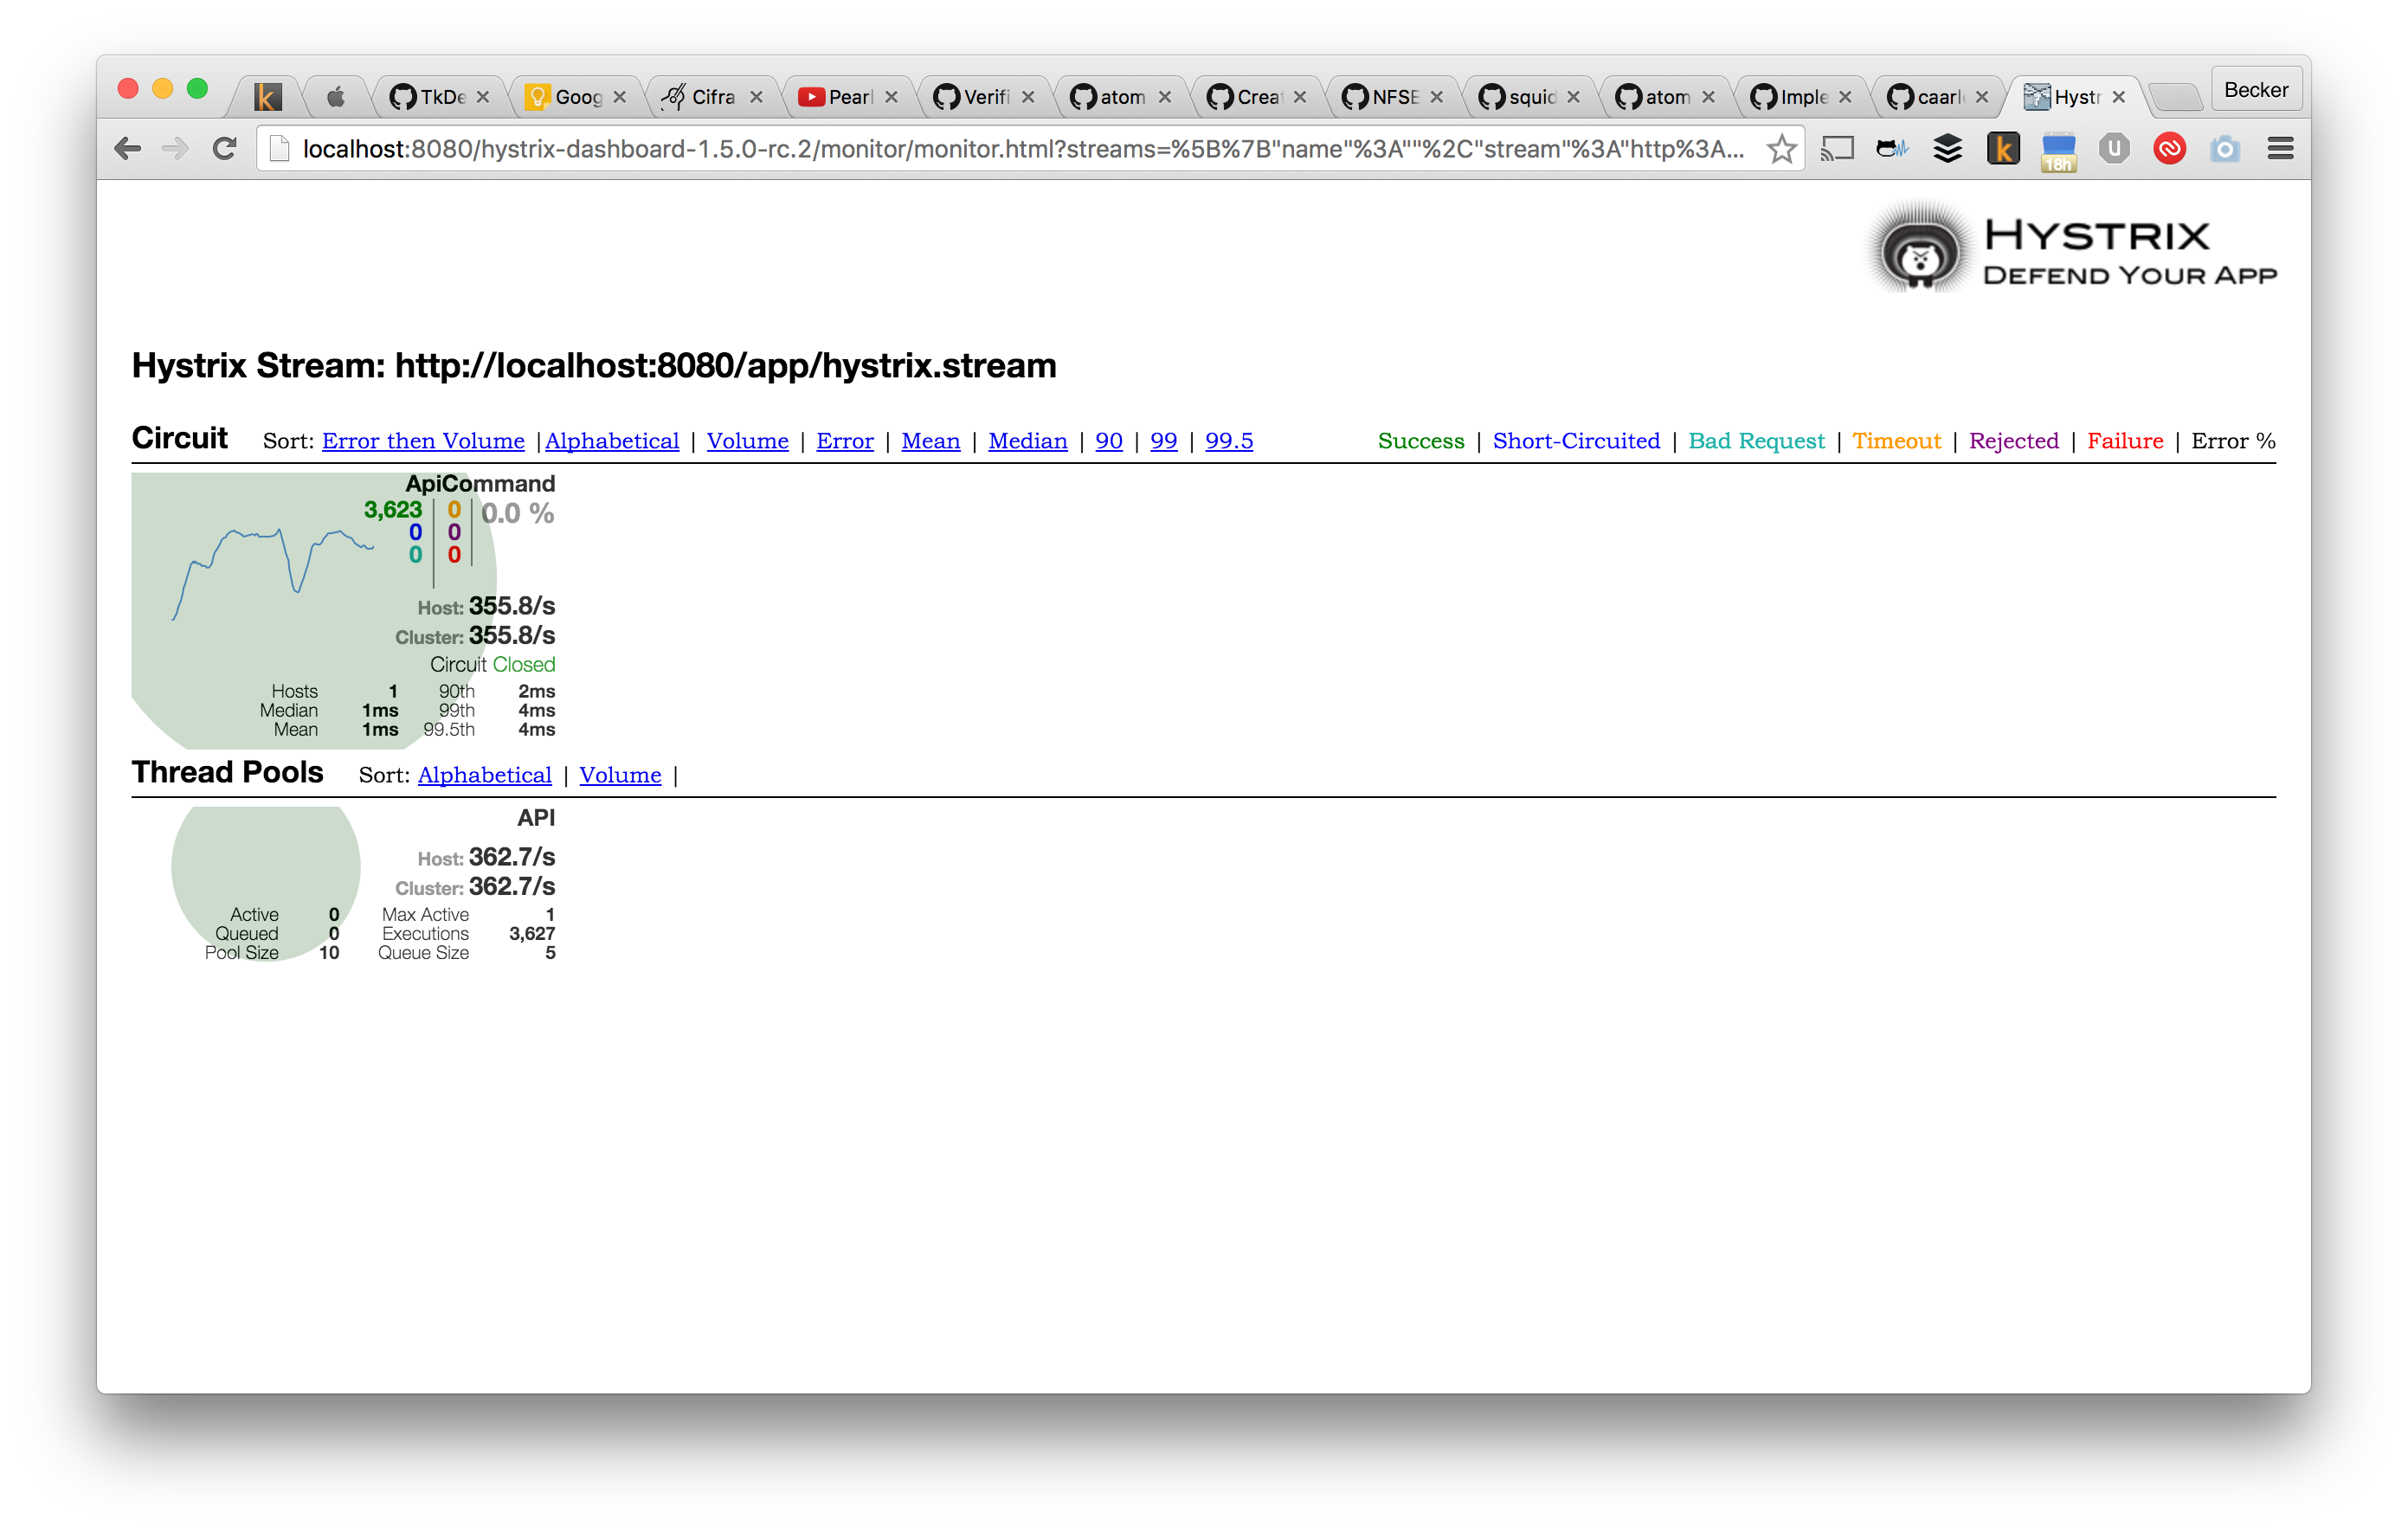 TkDe Goog Cifra Pearl Verifi atom Creat NFSE squid atom Imple caarl Hystr Becker
localhost:8080/hystrix-dashboard-1.5.0-rc.2/monitor/monitor.html?streams=%5B%7B"name"%3A""%2C"stream"%3A"http%3A... 18h
HYSTRIX
DEFEND YOUR APP
Hystrix Stream: http://localhost:8080/app/hystrix.stream
Circuit Sort: Error then Volume | Alphabetical | Volume | Error | Mean | Median | 90 | 99 | 99.5 Success | Short-Circuited | Bad Request | Timeout | Rejected | Failure | Error %
ApiCommand
3,623 0 0.0 %
0 0
0 0
Host: 355.8/s
Cluster: 355.8/s
Circuit Closed
Hosts 1 90th 2ms
Median 1ms 99th 4ms
Mean 1ms 99.5th 4ms
Thread Pools Sort: Alphabetical | Volume |
API
Host: 362.7/s
Cluster: 362.7/s
Active 0 Max Active 1
Queued 0 Executions 3,627
Pool Size 10 Queue Size 5